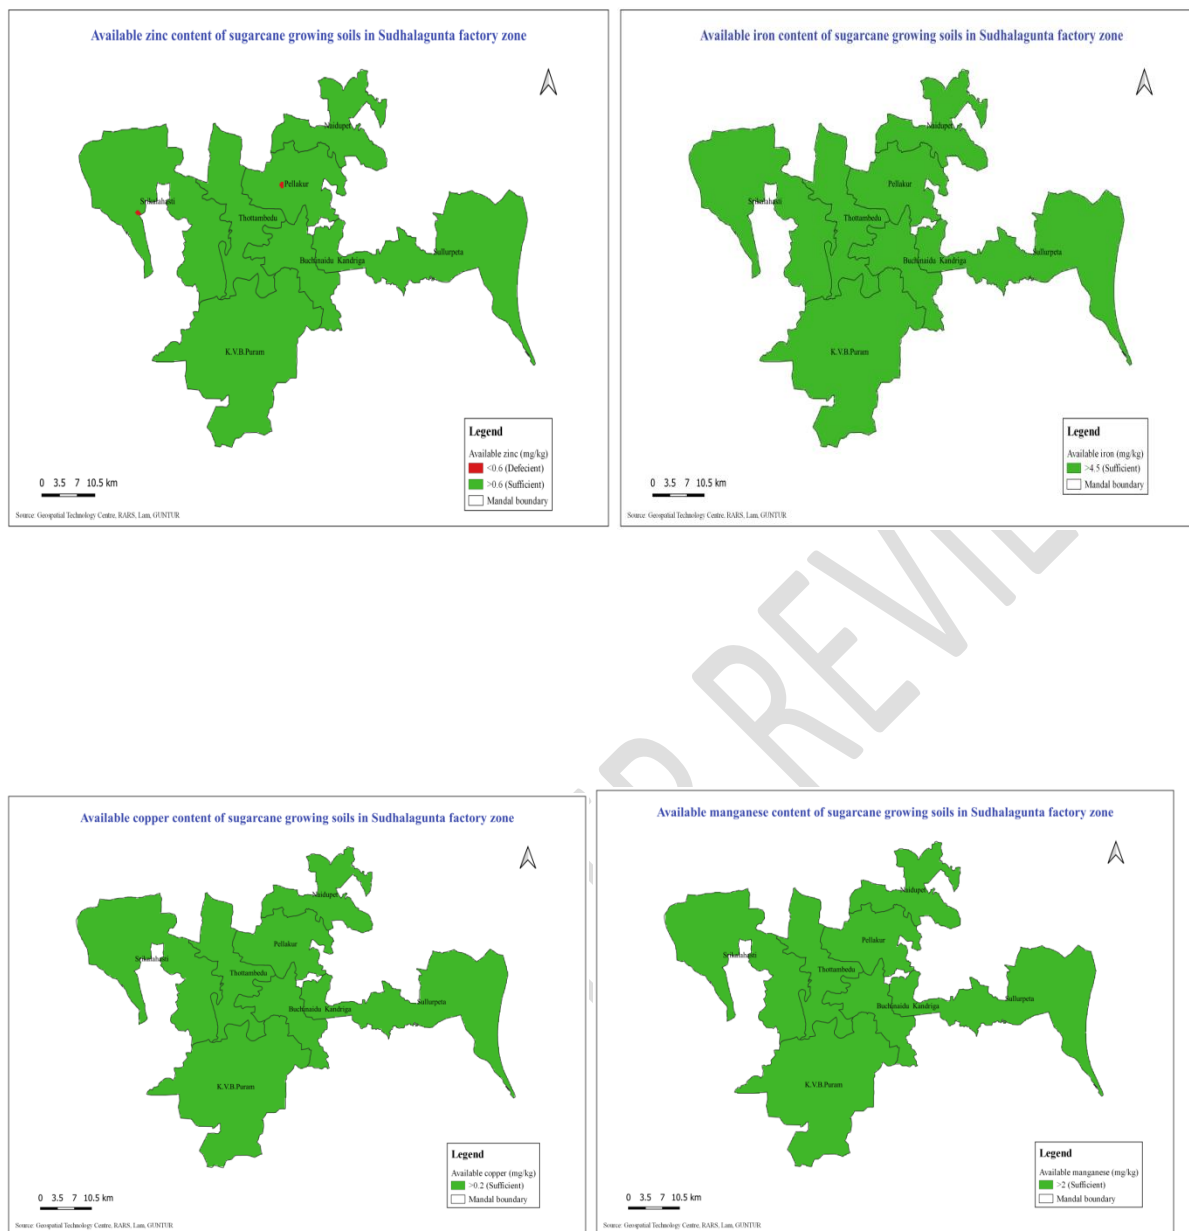 Available zinc content of sugarcane growing soils in Sudhalagunta factory zone
Naidupet
Pellakur
Srikalahasti
Thottambedu
Sullurpeta
Buchinaidu Kandriga
K.V.B.Puram
Legend
Available zinc (mg/kg)
<0.6 (Defecient)
>0.6 (Sufficient)
Mandal boundary
0 3.5 7 10.5 km
Source: Geospatial Technology Centre, RARS, Lam, GUNTUR
Available iron content of sugarcane growing soils in Sudhalagunta factory zone
Naidupet
Pellakur
Srikalahasti
Thottambedu
Sullurpeta
Buchinaidu Kandriga
K.V.B.Puram
Legend
Available iron (mg/kg)
>4.5 (Sufficient)
Mandal boundary
0 3.5 7 10.5 km
Source: Geospatial Technology Centre, RARS, Lam, GUNTUR
Available copper content of sugarcane growing soils in Sudhalagunta factory zone
Naidupet
Pellakur
Srikalahasti
Thottambedu
Sullurpeta
Buchinaidu Kandriga
K.V.B.Puram
Legend
Available copper (mg/kg)
>0.2 (Sufficient)
Mandal boundary
0 3.5 7 10.5 km
Source: Geospatial Technology Centre, RARS, Lam, GUNTUR
Available manganese content of sugarcane growing soils in Sudhalagunta factory zone
Naidupet
Pellakur
Srikalahasti
Thottambedu
Sullurpeta
Buchinaidu Kandriga
K.V.B.Puram
Legend
Available manganese (mg/kg)
>2 (Sufficient)
Mandal boundary
0 3.5 7 10.5 km
Source: Geospatial Technology Centre, RARS, Lam, GUNTUR